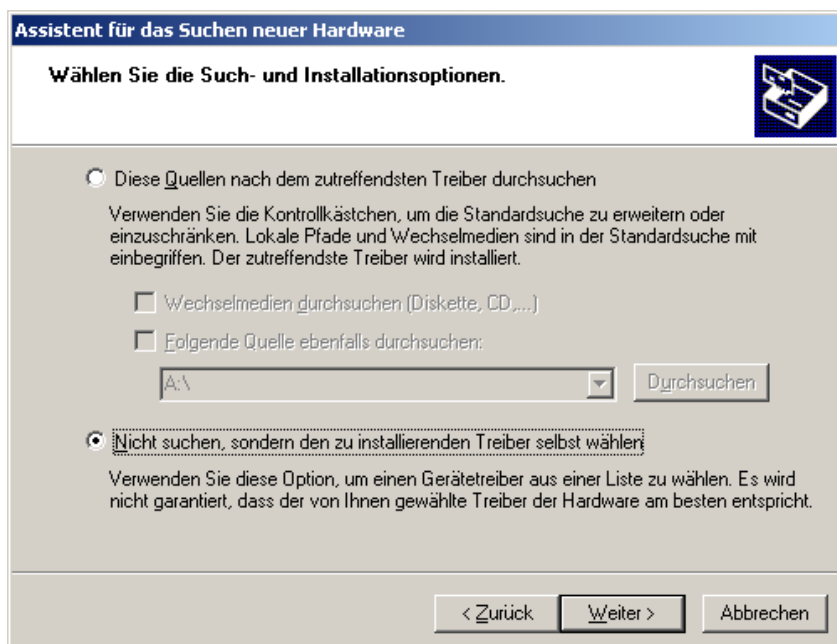 Assistent für das Suchen neuer Hardware
Wählen Sie die Such- und Installationsoptionen.
Diese Quellen nach dem zutreffendsten Treiber durchsuchen
Verwenden Sie die Kontrollkästchen, um die Standardsuche zu erweitern oder
einzuschränken. Lokale Pfade und Wechselmedien sind in der Standardsuche mit
einbegriffen. Der zutreffendste Treiber wird installiert.
Wechselmedien durchsuchen (Diskette, CD,...)
Folgende Quelle ebenfalls durchsuchen:
A:\
Durchsuchen
Nicht suchen, sondern den zu installierenden Treiber selbst wählen
Verwenden Sie diese Option, um einen Gerätetreiber aus einer Liste zu wählen. Es wird
nicht garantiert, dass der von Ihnen gewählte Treiber der Hardware am besten entspricht.
< Zurück
Weiter >
Abbrechen